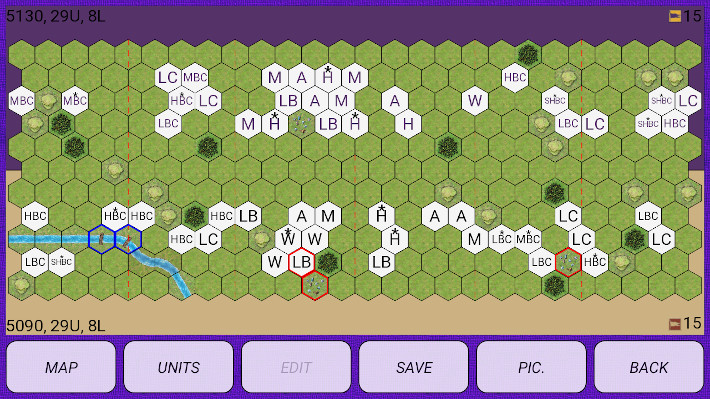 5130, 29U, 8L 15
LC MBC M A H M HBC
MBC MBC HBC LC LB A M A W SHBC SHBC LC
LBC M H LB H H LBC LC SHBC HBC
HBC HBC HBC HBC LB A M H A A LC LBC
HBC LC W W H M LBC MBC LC LC
LBC SHBC W LB LB LBC HBC
5090, 29U, 8L 15
MAP UNITS EDIT SAVE PIC. BACK